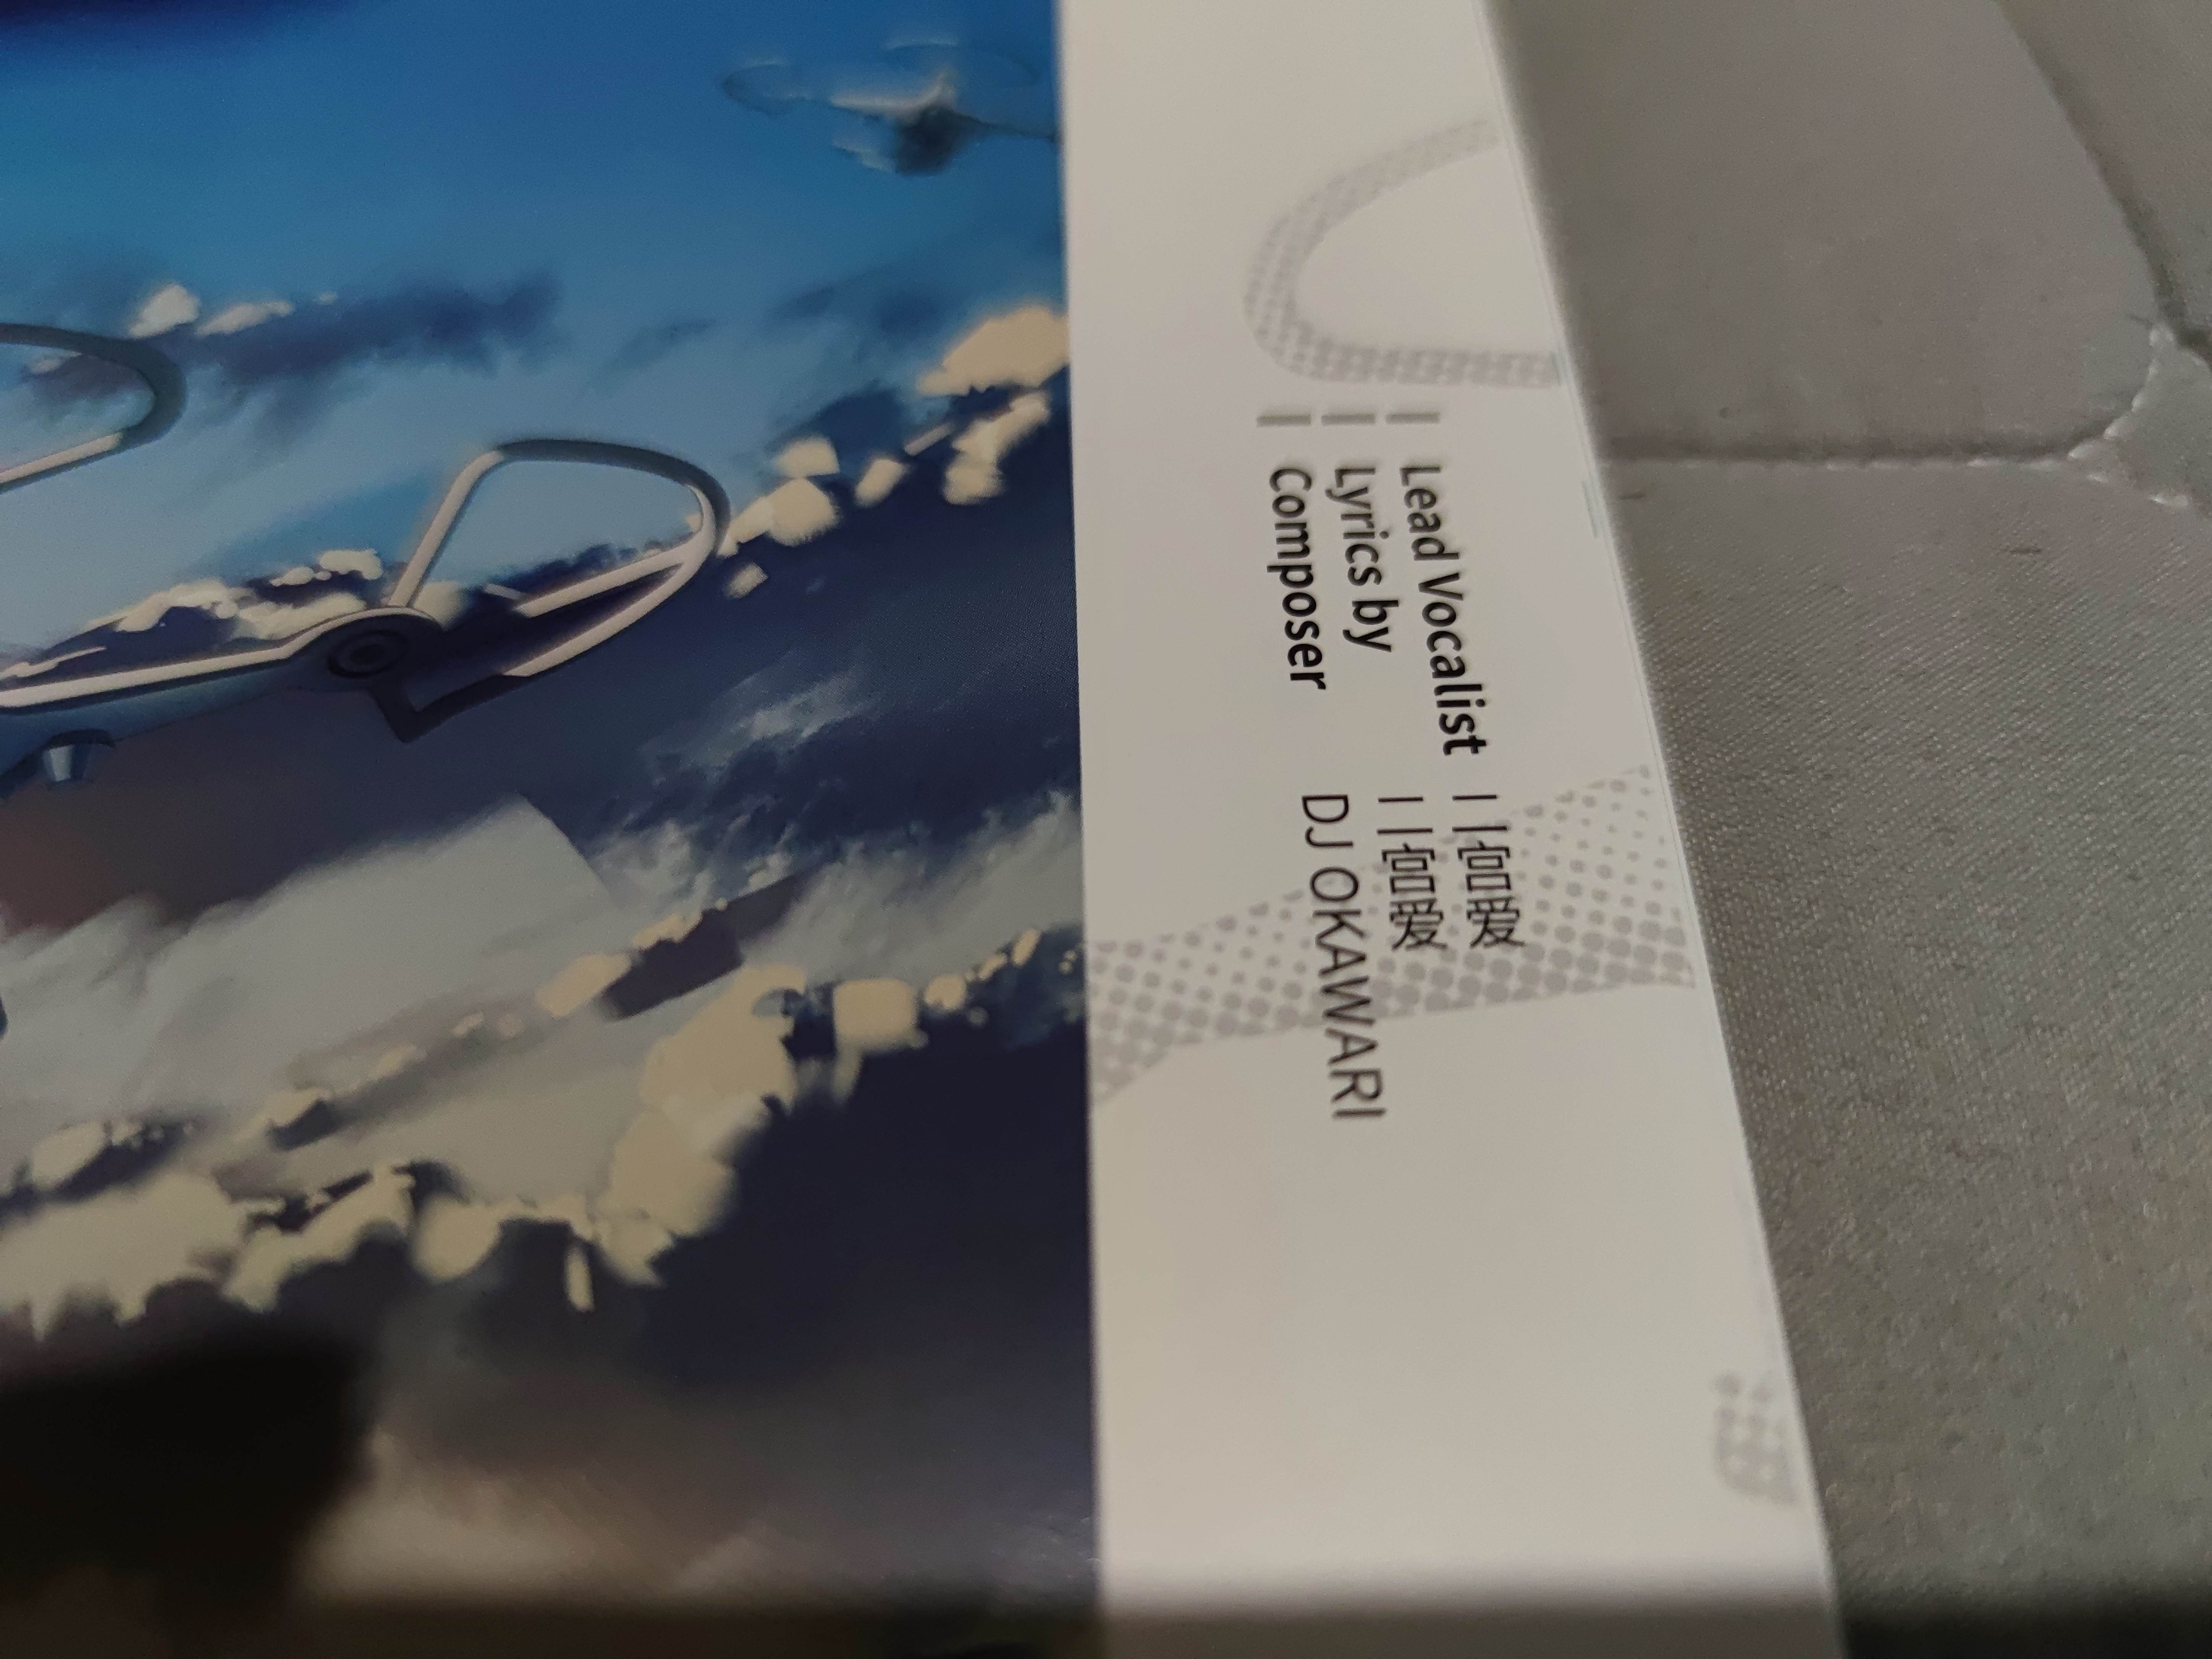 Lead Vocalist 二宮愛
Lyrics by 二宮愛
Composer DJ OKAWARI